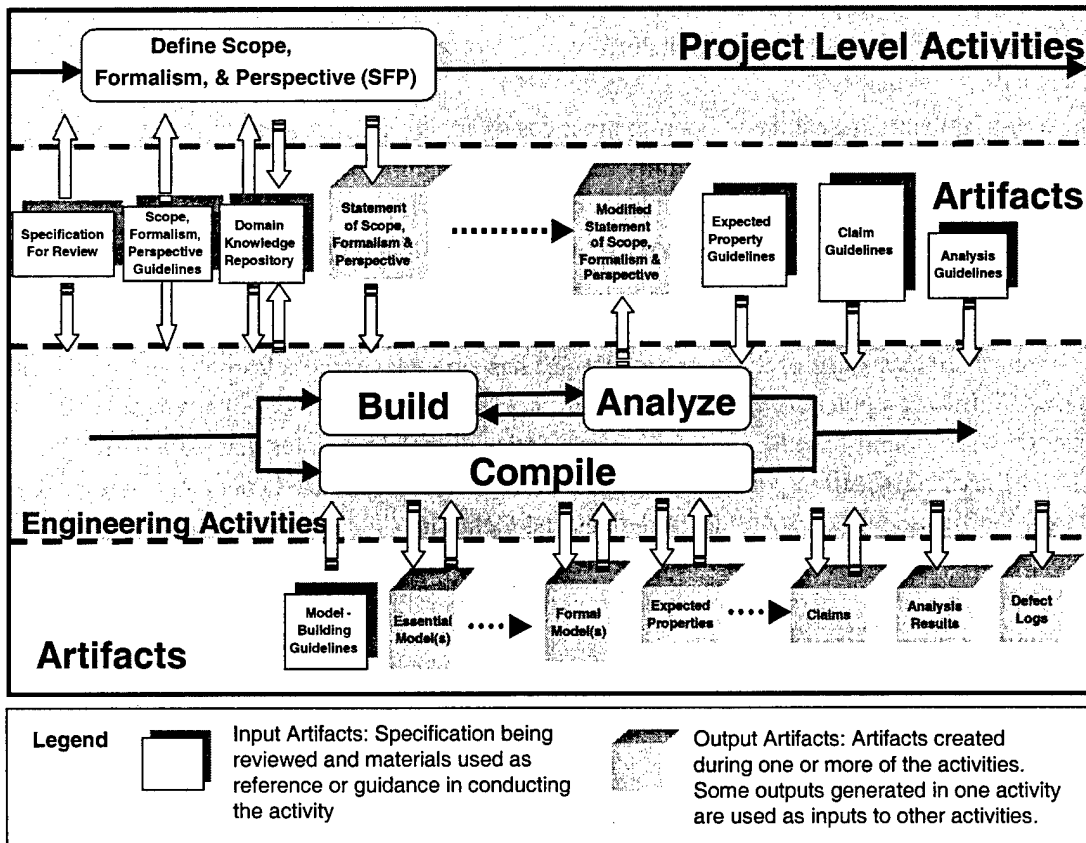 Define Scope,
Formalism, & Perspective (SFP)
Project Level Activities
Artifacts
Specification
For Review
Scope,
Formalism,
Perspective
Guidelines
Domain
Knowledge
Repository
Statement
of Scope,
Formalism &
Perspective
Modified
Statement
of Scope,
Formalism &
Perspective
Expected
Property
Guidelines
Claim
Guidelines
Analysis
Guidelines
Build
Analyze
Compile
Engineering Activities
Model -
Building
Guidelines
Essential
Model(s)
Formal
Model(s)
Expected
Properties
Claims
Analysis
Results
Defect
Logs
Artifacts
Legend
Input Artifacts: Specification being
reviewed and materials used as
reference or guidance in conducting
the activity
Output Artifacts: Artifacts created
during one or more of the activities.
Some outputs generated in one activity
are used as inputs to other activities.